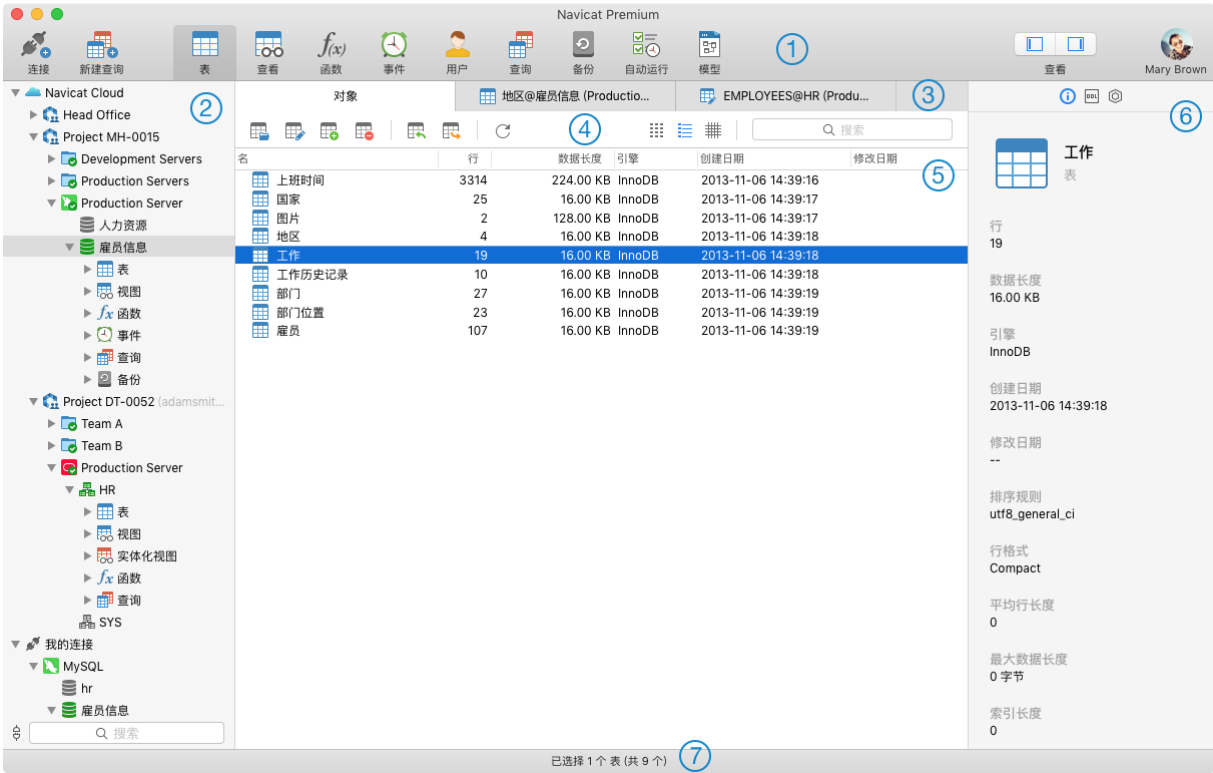 Navicat Premium
连接
新建查询
表
查看
函数
事件
用户
查询
备份
自动运行
模型
①
查看
Mary Brown
Navicat Cloud
②
Head Office
Project MH-0015
Development Servers
Production Servers
Production Server
人力资源
雇员信息
表
视图
函数
事件
查询
备份
Project DT-0052 (adamsmit...
Team A
Team B
Production Server
HR
表
视图
实体化视图
函数
查询
SYS
我的连接
MySQL
hr
雇员信息
搜索
对象
地区@雇员信息 (Productio...
EMPLOYEES@HR (Produ...
③
④
搜索
名 行 数据长度 引擎 创建日期 修改日期
⑤
上班时间 3314 224.00 KB InnoDB 2013-11-06 14:39:16
国家 25 16.00 KB InnoDB 2013-11-06 14:39:17
图片 2 128.00 KB InnoDB 2013-11-06 14:39:17
地区 4 16.00 KB InnoDB 2013-11-06 14:39:18
工作 19 16.00 KB InnoDB 2013-11-06 14:39:18
工作历史记录 10 16.00 KB InnoDB 2013-11-06 14:39:18
部门 27 16.00 KB InnoDB 2013-11-06 14:39:19
部门位置 23 16.00 KB InnoDB 2013-11-06 14:39:19
雇员 107 16.00 KB InnoDB 2013-11-06 14:39:19
DDL
⑥
工作
表
行
19
数据长度
16.00 KB
引擎
InnoDB
创建日期
2013-11-06 14:39:18
修改日期
--
排序规则
utf8_general_ci
行格式
Compact
平均行长度
0
最大数据长度
0 字节
索引长度
0
已选择 1 个 表 (共 9 个)
⑦